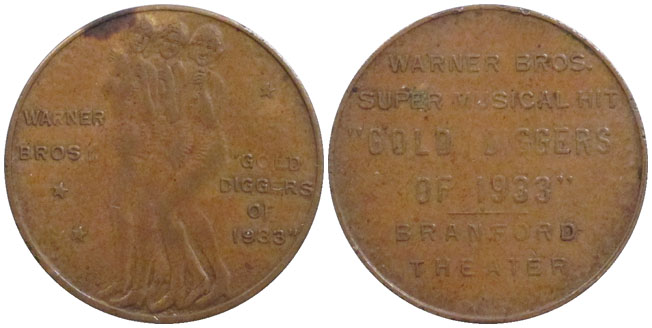 WARNER
BROS.
"GOLD
DIGGERS
OF
1933"
WARNER BROS.
SUPER MUSICAL HIT
"GOLD DIGGERS
OF 1933"
BRANFORD
THEATER